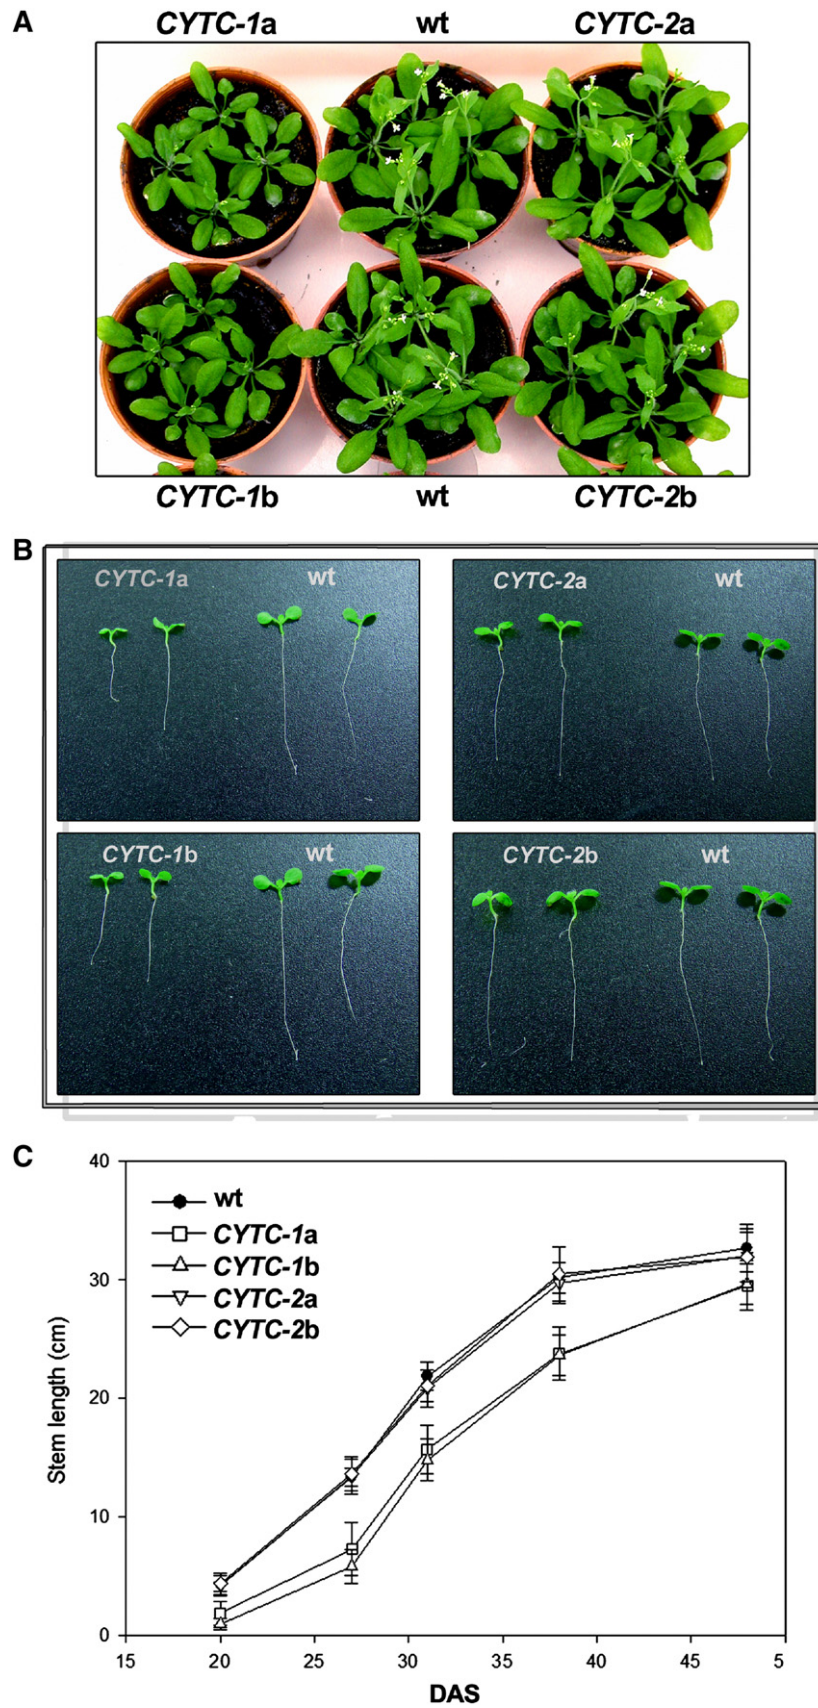 A
CYTC-1a wt CYTC-2a
CYTC-1b wt CYTC-2b
B
CYTC-1a wt CYTC-2a wt
CYTC-1b wt CYTC-2b wt
C
wt
CYTC-1a
CYTC-1b
CYTC-2a
CYTC-2b
Stem length (cm)
40
30
20
10
0
15 20 25 30 35 40 45 5
DAS